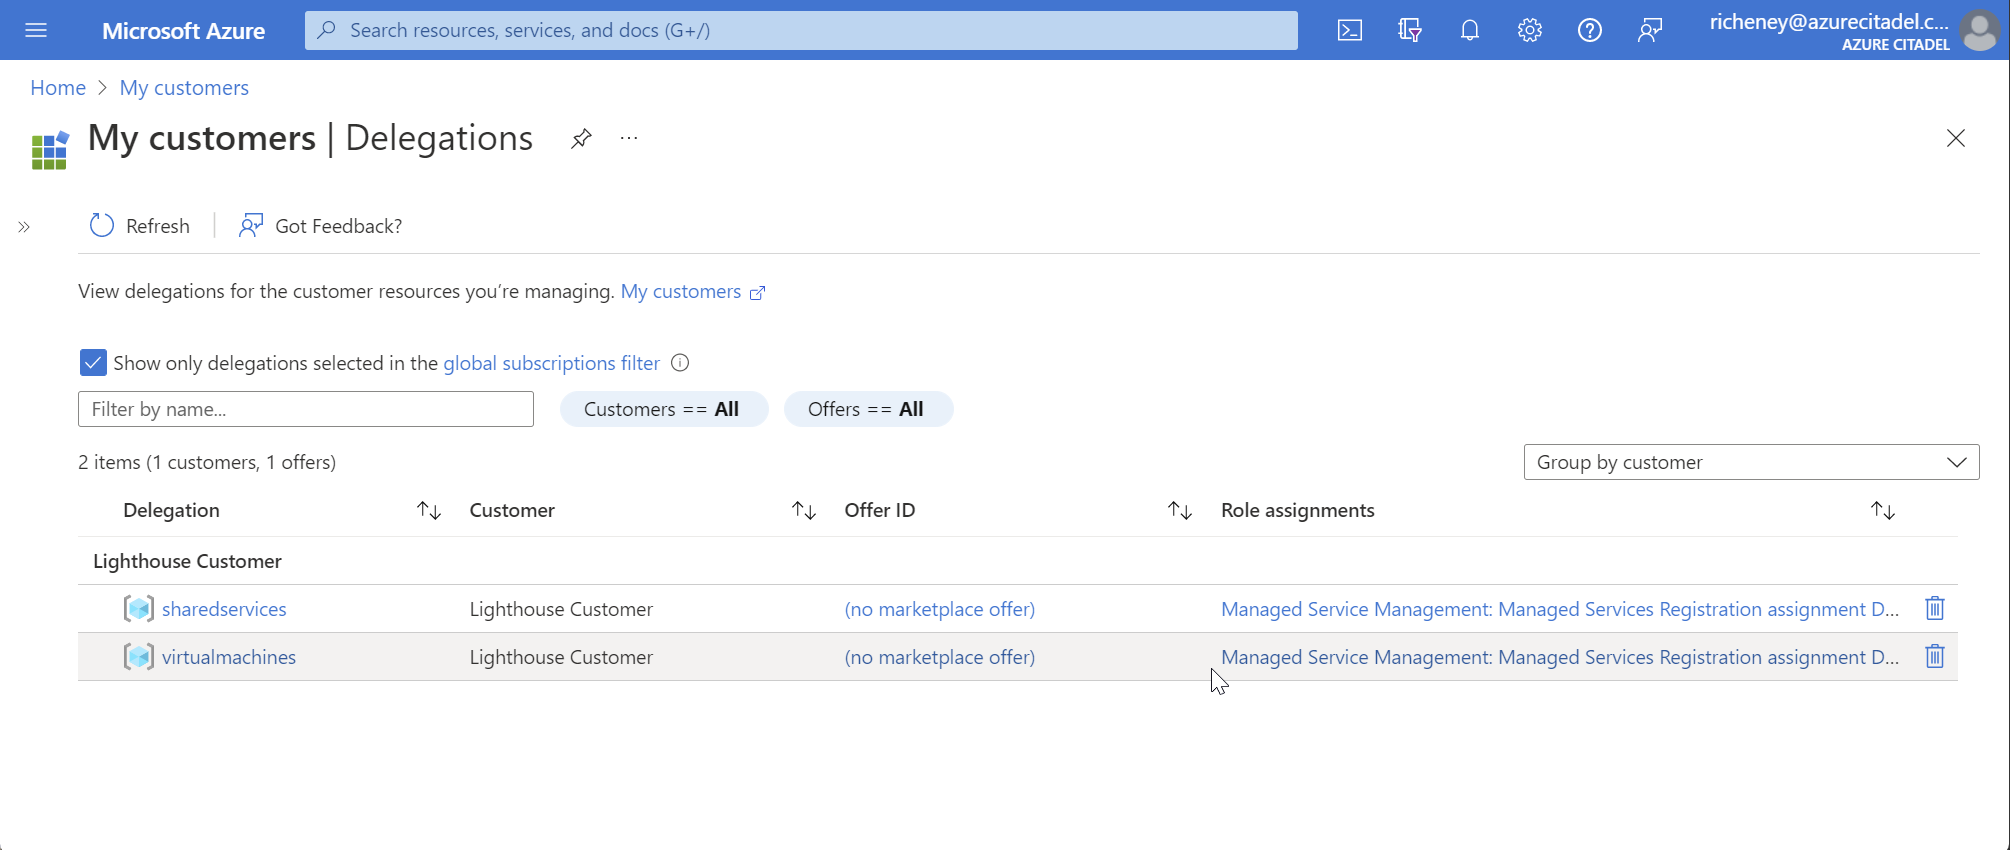 Microsoft Azure
Search resources, services, and docs (G+/)
richeney@azurecitadel.c...
AZURE CITADEL
Home > My customers
My customers | Delegations
Refresh
Got Feedback?
View delegations for the customer resources you're managing. My customers
Show only delegations selected in the global subscriptions filter
Filter by name...
Customers == All
Offers == All
2 items (1 customers, 1 offers)
Group by customer
Delegation Customer Offer ID Role assignments
Lighthouse Customer
sharedservices Lighthouse Customer (no marketplace offer) Managed Service Management: Managed Services Registration assignment D...
virtualmachines Lighthouse Customer (no marketplace offer) Managed Service Management: Managed Services Registration assignment D...